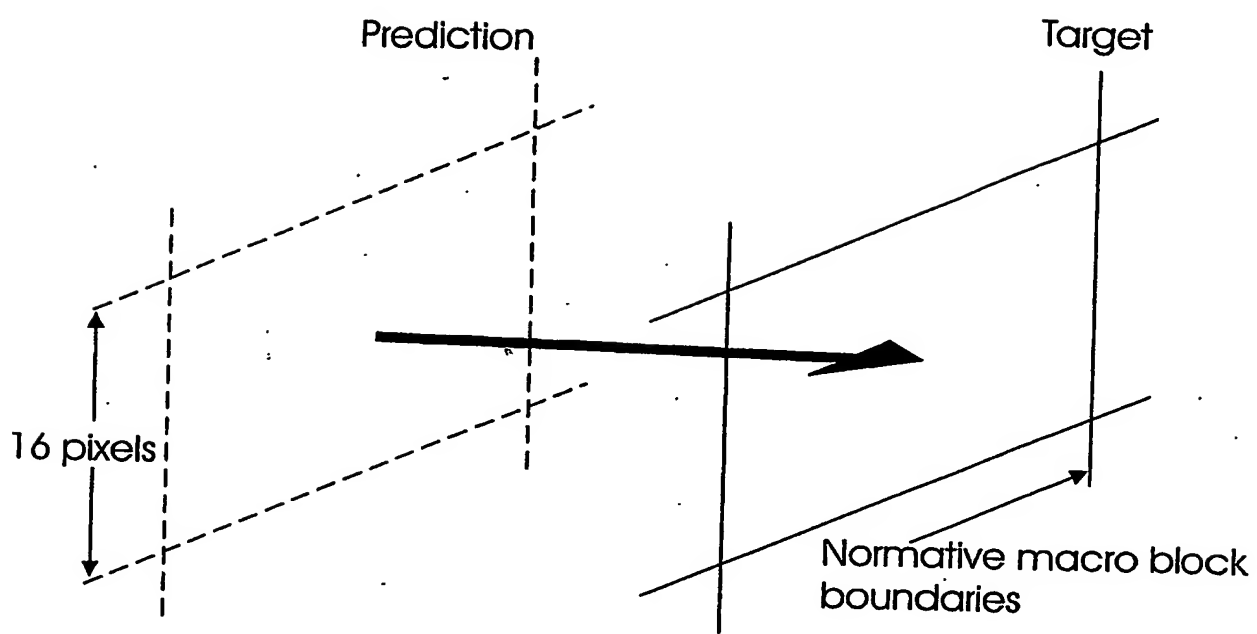 Prediction
Target
16 pixels
Normative macro block
boundaries